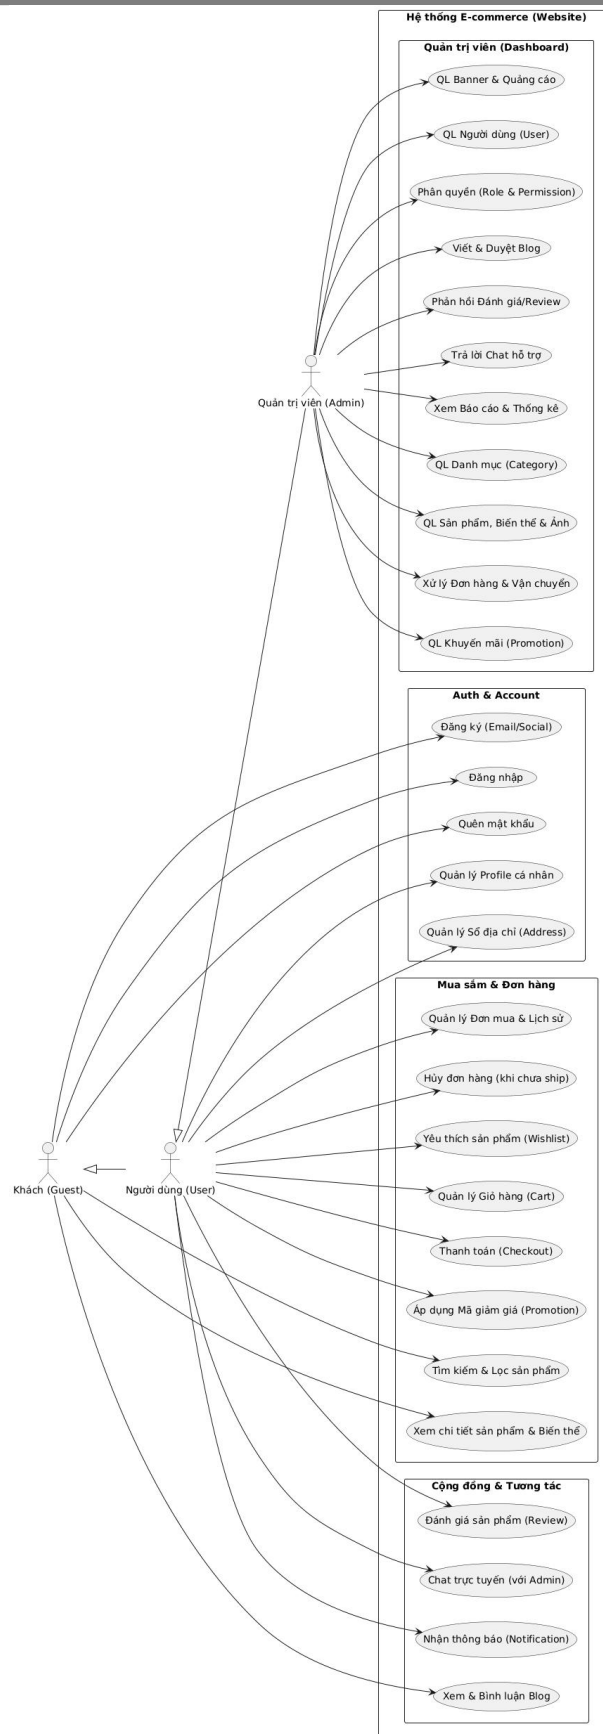 Hệ thống E-commerce (Website)
Quản trị viên (Dashboard)
QL Banner & Quảng cáo
QL Người dùng (User)
Phân quyền (Role & Permission)
Viết & Duyệt Blog
Phản hồi Đánh giá/Review
Trả lời Chat hỗ trợ
Quản trị viên (Admin)
Xem Báo cáo & Thống kê
QL Danh mục (Category)
QL Sản phẩm, Biến thể & Ảnh
Xử lý Đơn hàng & Vận chuyển
QL Khuyến mãi (Promotion)
Auth & Account
Đăng ký (Email/Social)
Đăng nhập
Quên mật khẩu
Quản lý Profile cá nhân
Quản lý Sổ địa chỉ (Address)
Mua sắm & Đơn hàng
Quản lý Đơn mua & Lịch sử
Hủy đơn hàng (khi chưa ship)
Yêu thích sản phẩm (Wishlist)
Khách (Guest)
Người dùng (User)
Quản lý Giỏ hàng (Cart)
Thanh toán (Checkout)
Áp dụng Mã giảm giá (Promotion)
Tìm kiếm & Lọc sản phẩm
Xem chi tiết sản phẩm & Biến thể
Cộng đồng & Tương tác
Đánh giá sản phẩm (Review)
Chat trực tuyến (với Admin)
Nhận thông báo (Notification)
Xem & Bình luận Blog